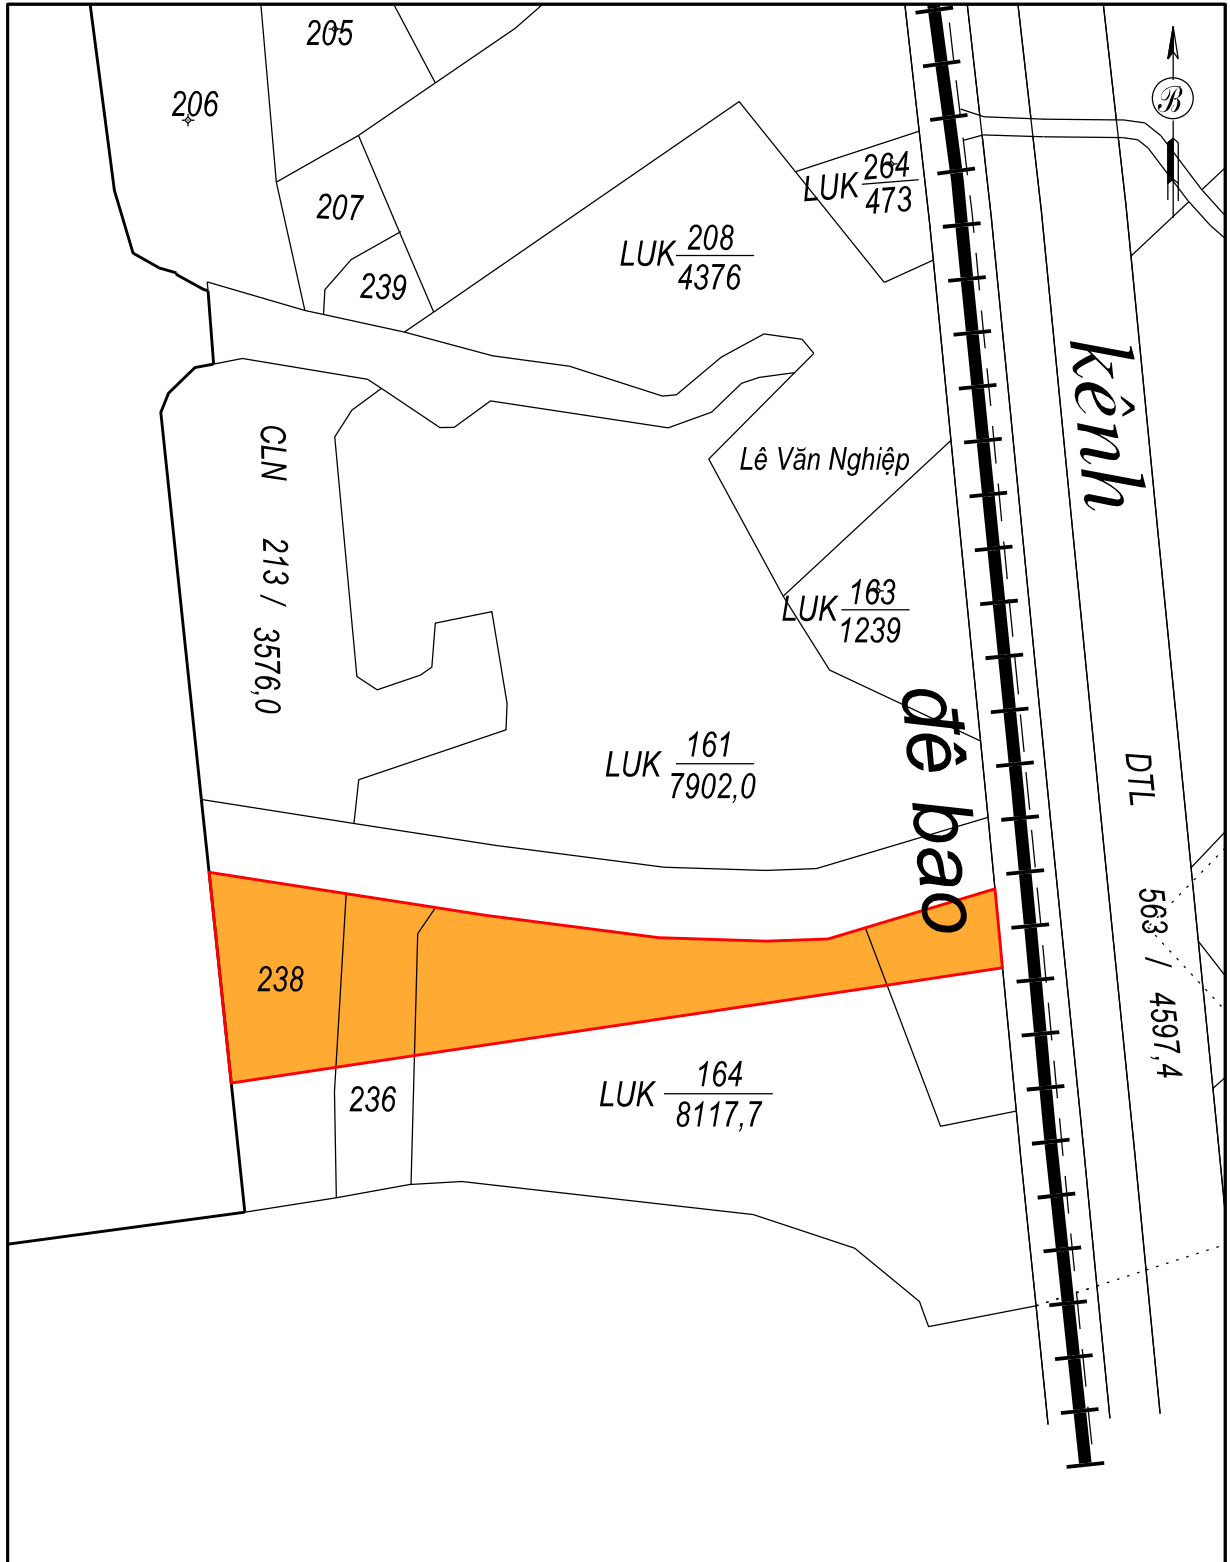 205
206
B
207
LUK 264
473
LUK 208
4376
239
kênh
CLN 213 / 3576,0
Lê Văn Nghiệp
LUK 163
1239
đê bao
LUK 161
7902,0
DTL 563 / 4597,4
238
236
LUK 164
8117,7